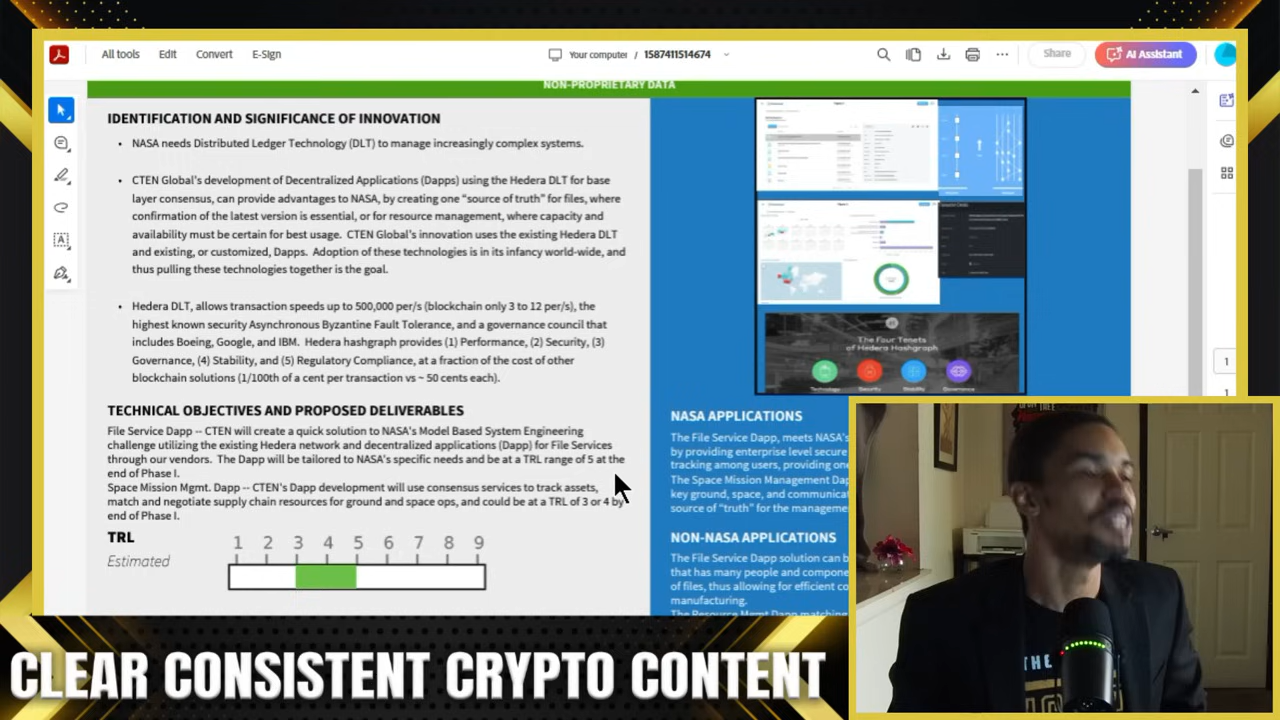 All tools Edit Convert E-Sign
Your computer / 1587411514674
Share
AI Assistant
NON-PROPRIETARY DATA
IDENTIFICATION AND SIGNIFICANCE OF INNOVATION
• NASA needs Distributed Ledger Technology (DLT) to manage increasingly complex systems.
• CTEN Global's development of Decentralized Applications (Dapps) using the Hedera DLT for base
layer consensus, can provide advantages to NASA, by creating one “source of truth” for files, where
confirmation of the latest version is essential, or for resource management, where capacity and
availability must be certain for best usage. CTEN Global's innovation uses the existing Hedera DLT
and existing, or customized, Dapps. Adoption of these technologies is in its infancy world-wide, and
thus pulling these technologies together is the goal.
• Hedera DLT, allows transaction speeds up to 500,000 per/s (blockchain only 3 to 12 per/s), the
highest known security Asynchronous Byzantine Fault Tolerance, and a governance council that
includes Boeing, Google, and IBM. Hedera hashgraph provides (1) Performance, (2) Security, (3)
Governance, (4) Stability, and (5) Regulatory Compliance, at a fraction of the cost of other
blockchain solutions (1/100th of a cent per transaction vs ~ 50 cents each).
TECHNICAL OBJECTIVES AND PROPOSED DELIVERABLES
File Service Dapp -- CTEN will create a quick solution to NASA's Model Based System Engineering
challenge utilizing the existing Hedera network and decentralized applications (Dapp) for File Services
through our vendors. The Dapp will be tailored to NASA's specific needs and be at a TRL range of 5 at the
end of Phase I.
Space Mission Mgmt. Dapp -- CTEN's Dapp development will use consensus services to track assets,
match and negotiate supply chain resources for ground and space ops, and could be at a TRL of 3 or 4 by
end of Phase I.
TRL
Estimated
1 2 3 4 5 6 7 8 9
The Four Tenets
of Hedera Hashgraph
Technology Security Stability Governance
NASA APPLICATIONS
The File Service Dapp, meets NASA's
by providing enterprise level secure
tracking among users, providing one
The Space Mission Management Dap
key ground, space, and communicat
source of "truth" for the manageme
NON-NASA APPLICATIONS
The File Service Dapp solution can b
that has many people and compone
of files, thus allowing for efficient co
manufacturing.
The Resource Mgmt Dapp matching
1
THE
CLEAR CONSISTENT CRYPTO CONTENT